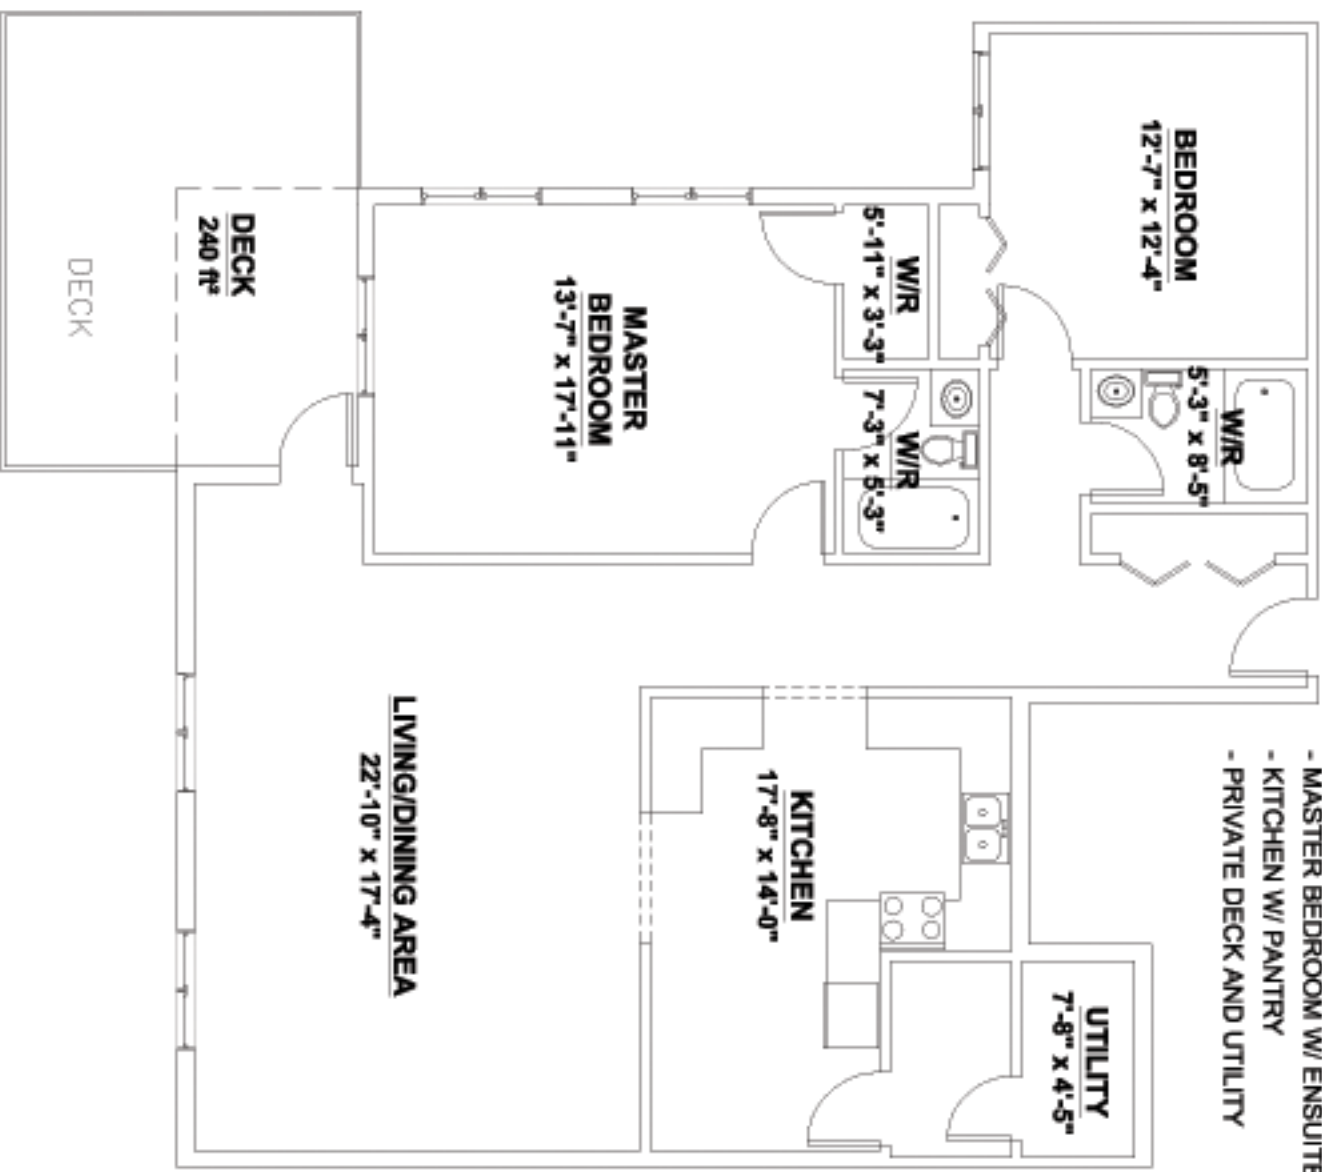 BEDROOM
12'-7" x 12'-4"
W/R
5'-11" x 3'-3"
MASTER
BEDROOM
13'-7" x 17'-11"
DECK
240 ft²
DECK
W/R
5'-3" x 8'-5"
W/R
7'-3" x 5'-3"
LIVING/DINING AREA
22'-10" x 17'-4"
KITCHEN
17'-8" x 14'-0"
UTILITY
7'-8" x 4'-5"
- MASTER BEDROOM W/ ENSUITE
- KITCHEN W/ PANTRY
- PRIVATE DECK AND UTILITY